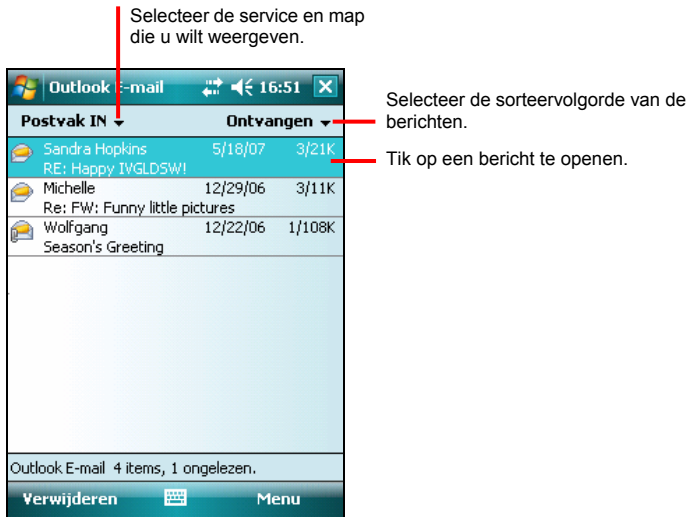 Selecteer de service en map
die u wilt weergeven.
Outlook E-mail 16:51
Postvak IN Ontvangen
Selecteer de sorteervolgorde van de
berichten.
Sandra Hopkins 5/18/07 3/21K
RE: Happy IVGLDSW!
Tik op een bericht te openen.
Michelle 12/29/06 3/11K
Re: FW: Funny little pictures
Wolfgang 12/22/06 1/108K
Season's Greeting
Outlook E-mail 4 items, 1 ongelezen.
Verwijderen Menu